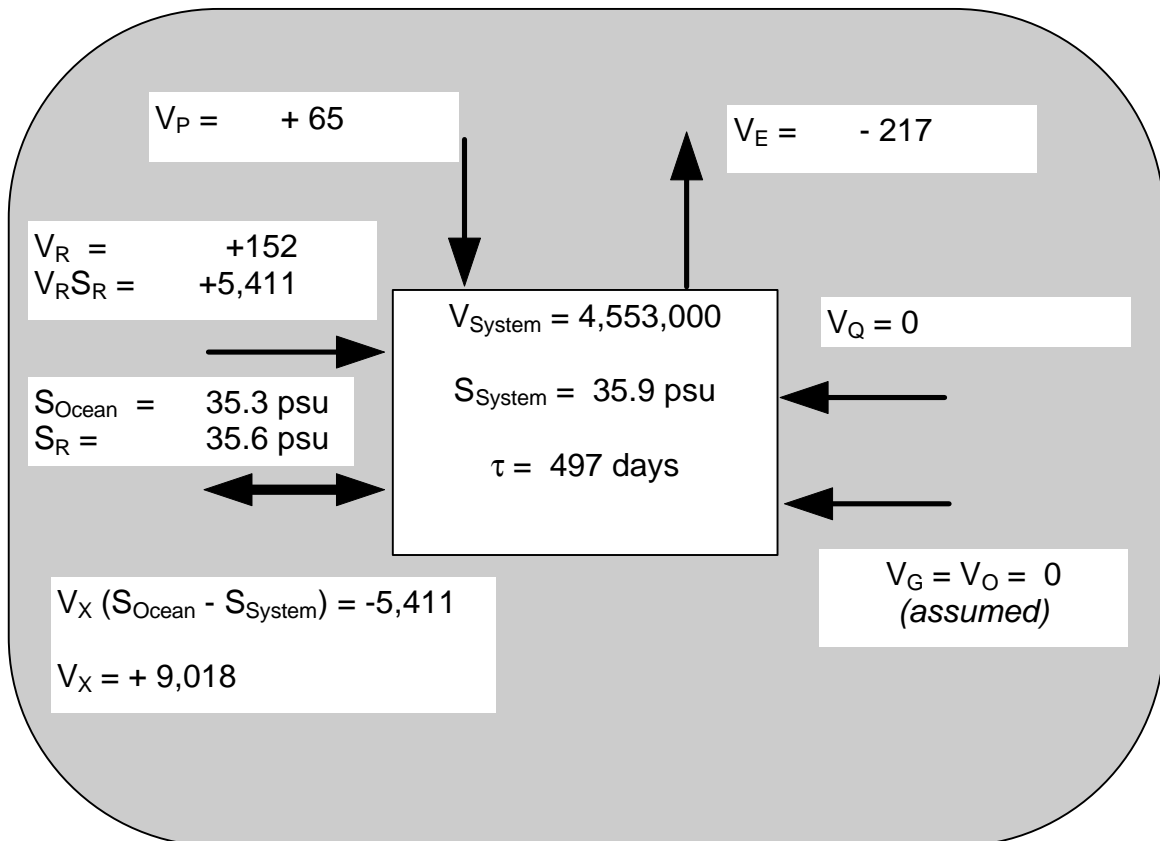 V_P = + 65
V_E = - 217
V_R = +152
V_RS_R = +5,411
V_System = 4,553,000
V_Q = 0
S_System = 35.9 psu
S_Ocean = 35.3 psu
S_R = 35.6 psu
τ = 497 days
V_G = V_O = 0
(assumed)
V_X (S_Ocean - S_System) = -5,411
V_X = + 9,018